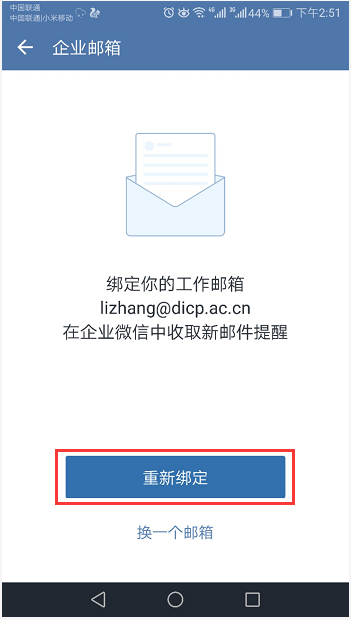 中国联通
中国联通|小米移动
4G
3G
44%
下午2:51
企业邮箱
绑定你的工作邮箱
lizhang@dicp.ac.cn
在企业微信中收取新邮件提醒
重新绑定
换一个邮箱